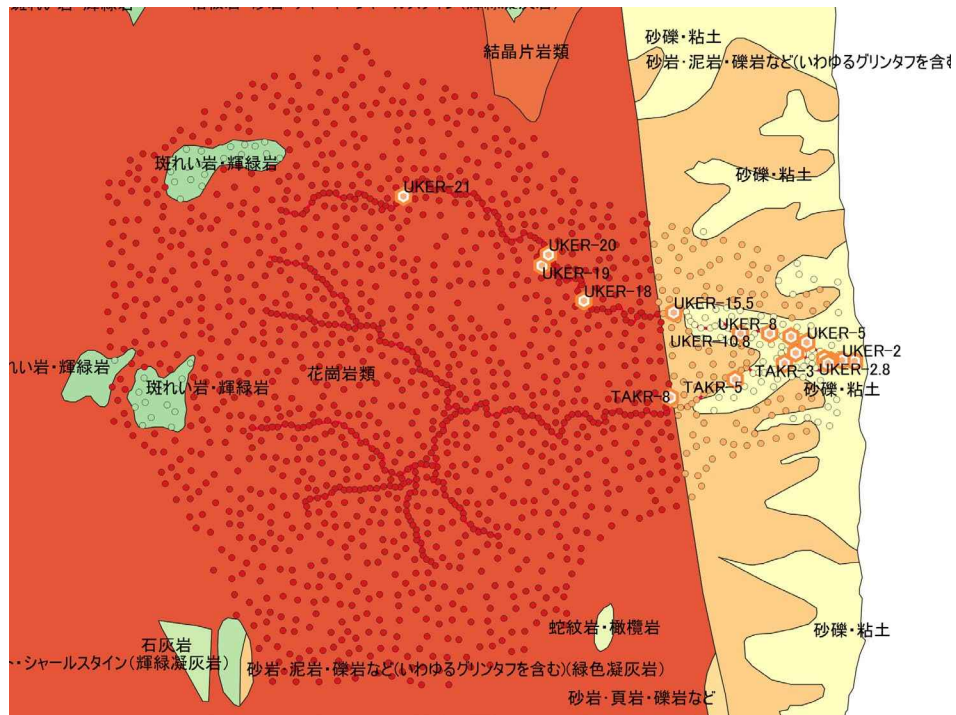 結晶片岩類
砂礫・粘土
砂岩・泥岩・礫岩など(いわゆるグリンタフを含む
斑れい岩・輝緑岩
砂礫・粘土
UKER-21
UKER-20
UKER-19
UKER-18
UKER-15.5
UKER-8
UKER-5
UKER-10.8
UKER-2
れい岩・輝緑岩
花崗岩類
TAKR-3
UKER-2.8
斑れい岩・輝緑岩
TAKR-5
砂礫・粘土
TAKR-8
蛇紋岩・橄欖岩
砂礫・粘土
石灰岩
ト・シャールスタイン(輝緑凝灰岩)
砂岩・泥岩・礫岩など(いわゆるグリンタフを含む)(緑色凝灰岩)
砂岩・頁岩・礫岩など